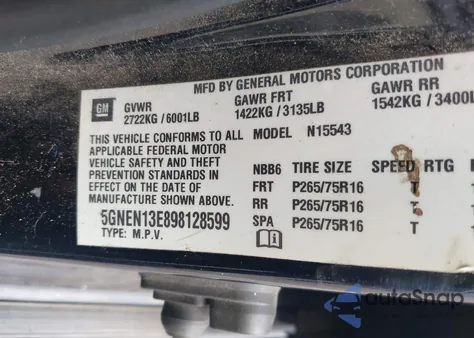 MFD BY GENERAL MOTORS CORPORATION
GM GVWR GAWR FRT GAWR RR
2722KG / 6001LB 1422KG / 3135LB 1542KG / 3400L
THIS VEHICLE CONFORMS TO ALL MODEL N15543
APPLICABLE FEDERAL MOTOR
VEHICLE SAFETY AND THEFT NBB6 TIRE SIZE SPEED RTG
PREVENTION STANDARDS IN FRT P265/75R16 T
EFFECT ON THE DATE OF
MANUFACTURE SHOWN ABOVE. RR P265/75R16 T
5GNEN13E898128599 SPA P265/75R16 T
TYPE: M.P.V.
autoSnap